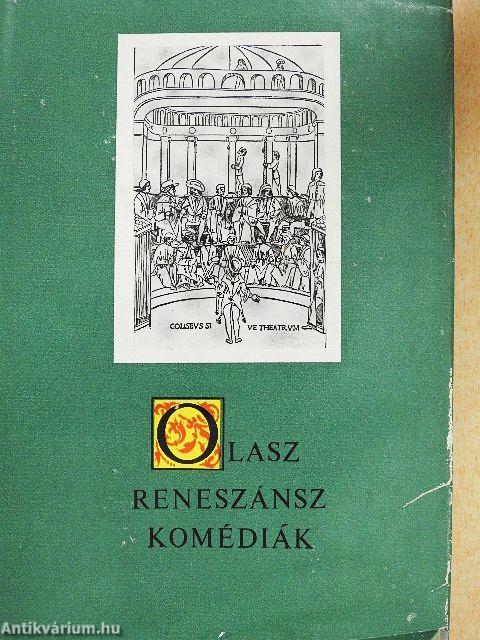 COLISEVS SI VE THEATRVM
OLASZ
RENESZÁNSZ
KOMÉDIÁK
Antikvárium.hu